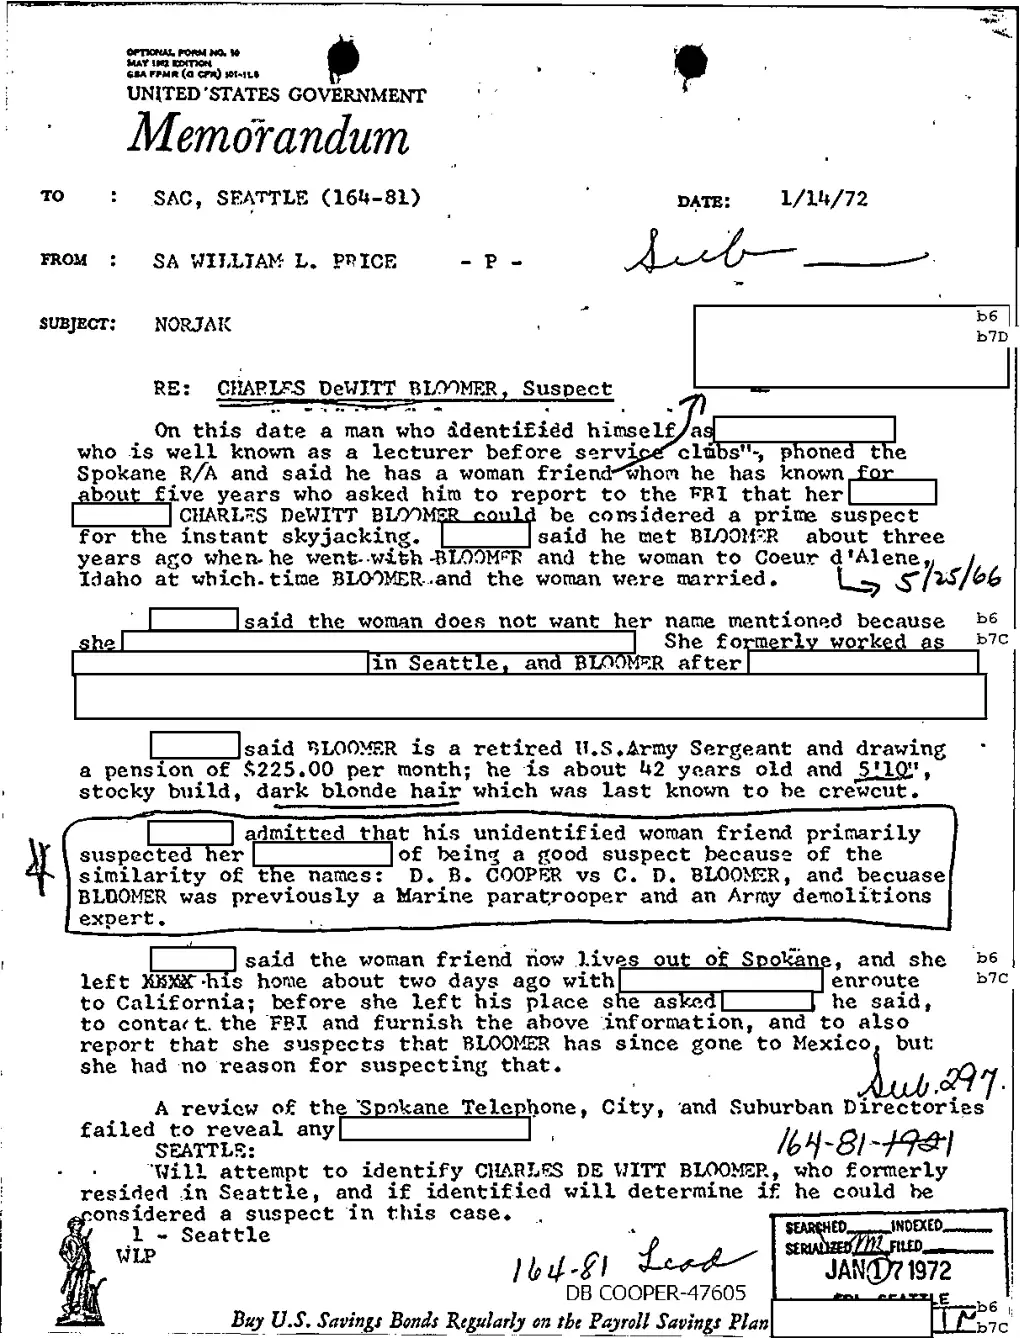 OPTIONAL FORM NO. 10
MAY 1962 EDITION
GSA FPMR (41 CFR) 101-11.6
UNITED STATES GOVERNMENT
Memorandum
TO : SAC, SEATTLE (164-81) DATE: 1/14/72
FROM : SA WILLIAM L. PRICE - P - Sub
SUBJECT: NORJAK
b6
b7D
RE: CHARLES DeWITT BLOOMER, Suspect
On this date a man who identified himself as
who is well known as a lecturer before service clubs", phoned the
Spokane R/A and said he has a woman friend whom he has known for
about five years who asked him to report to the FBI that her
CHARLES DeWITT BLOOMER could be considered a prime suspect
for the instant skyjacking. said he met BLOOMER about three
years ago when he went with BLOOMER and the woman to Coeur d'Alene,
Idaho at which time BLOOMER and the woman were married. 5/25/66
said the woman does not want her name mentioned because b6
she She formerly worked as b7C
in Seattle, and BLOOMER after
said BLOOMER is a retired U.S.Army Sergeant and drawing
a pension of $225.00 per month; he is about 42 years old and 5'10",
stocky build, dark blonde hair which was last known to be crewcut.
admitted that his unidentified woman friend primarily
suspected her of being a good suspect because of the
similarity of the names: D. B. COOPER vs C. D. BLOOMER, and becuase
BLOOMER was previously a Marine paratrooper and an Army demolitions
expert.
said the woman friend now lives out of Spokane, and she b6
left XXXX his home about two days ago with enroute b7C
to California; before she left his place she asked he said,
to contact the FBI and furnish the above information, and to also
report that she suspects that BLOOMER has since gone to Mexico, but
she had no reason for suspecting that.
Sub. 297.
A review of the Spokane Telephone, City, and Suburban Directories
failed to reveal any
164-81-1921
SEATTLE:
Will attempt to identify CHARLES DE WITT BLOOMER, who formerly
resided in Seattle, and if identified will determine if he could be
considered a suspect in this case.
1 - Seattle
WLP
SEARCHED INDEXED
SERIALIZED FILED
JAN 17 1972
FBI SEATTLE
164-81 Lead
DB COOPER-47605
b6
b7C
Buy U.S. Savings Bonds Regularly on the Payroll Savings Plan